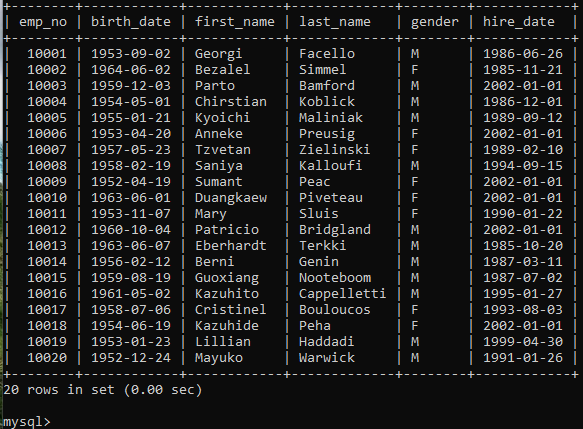 +--------+------------+------------+-------------+--------+------------+
| emp_no | birth_date | first_name | last_name   | gender | hire_date  |
+--------+------------+------------+-------------+--------+------------+
|  10001 | 1953-09-02 | Georgi     | Facello     | M      | 1986-06-26 |
|  10002 | 1964-06-02 | Bezalel    | Simmel      | F      | 1985-11-21 |
|  10003 | 1959-12-03 | Parto      | Bamford     | M      | 2002-01-01 |
|  10004 | 1954-05-01 | Chirstian  | Koblick     | M      | 1986-12-01 |
|  10005 | 1955-01-21 | Kyoichi    | Maliniak    | M      | 1989-09-12 |
|  10006 | 1953-04-20 | Anneke     | Preusig     | F      | 2002-01-01 |
|  10007 | 1957-05-23 | Tzvetan    | Zielinski   | F      | 1989-02-10 |
|  10008 | 1958-02-19 | Saniya     | Kalloufi    | M      | 1994-09-15 |
|  10009 | 1952-04-19 | Sumant     | Peac        | F      | 2002-01-01 |
|  10010 | 1963-06-01 | Duangkaew  | Piveteau    | F      | 2002-01-01 |
|  10011 | 1953-11-07 | Mary       | Sluis       | F      | 1990-01-22 |
|  10012 | 1960-10-04 | Patricio   | Bridgland   | M      | 2002-01-01 |
|  10013 | 1963-06-07 | Eberhardt  | Terkki      | M      | 1985-10-20 |
|  10014 | 1956-02-12 | Berni      | Genin       | M      | 1987-03-11 |
|  10015 | 1959-08-19 | Guoxiang   | Nooteboom   | M      | 1987-07-02 |
|  10016 | 1961-05-02 | Kazuhito   | Cappelletti | M      | 1995-01-27 |
|  10017 | 1958-07-06 | Cristinel  | Bouloucos   | F      | 1993-08-03 |
|  10018 | 1954-06-19 | Kazuhide   | Peha        | F      | 2002-01-01 |
|  10019 | 1953-01-23 | Lillian    | Haddadi     | M      | 1999-04-30 |
|  10020 | 1952-12-24 | Mayuko     | Warwick     | M      | 1991-01-26 |
+--------+------------+------------+-------------+--------+------------+
20 rows in set (0.00 sec)
mysql>